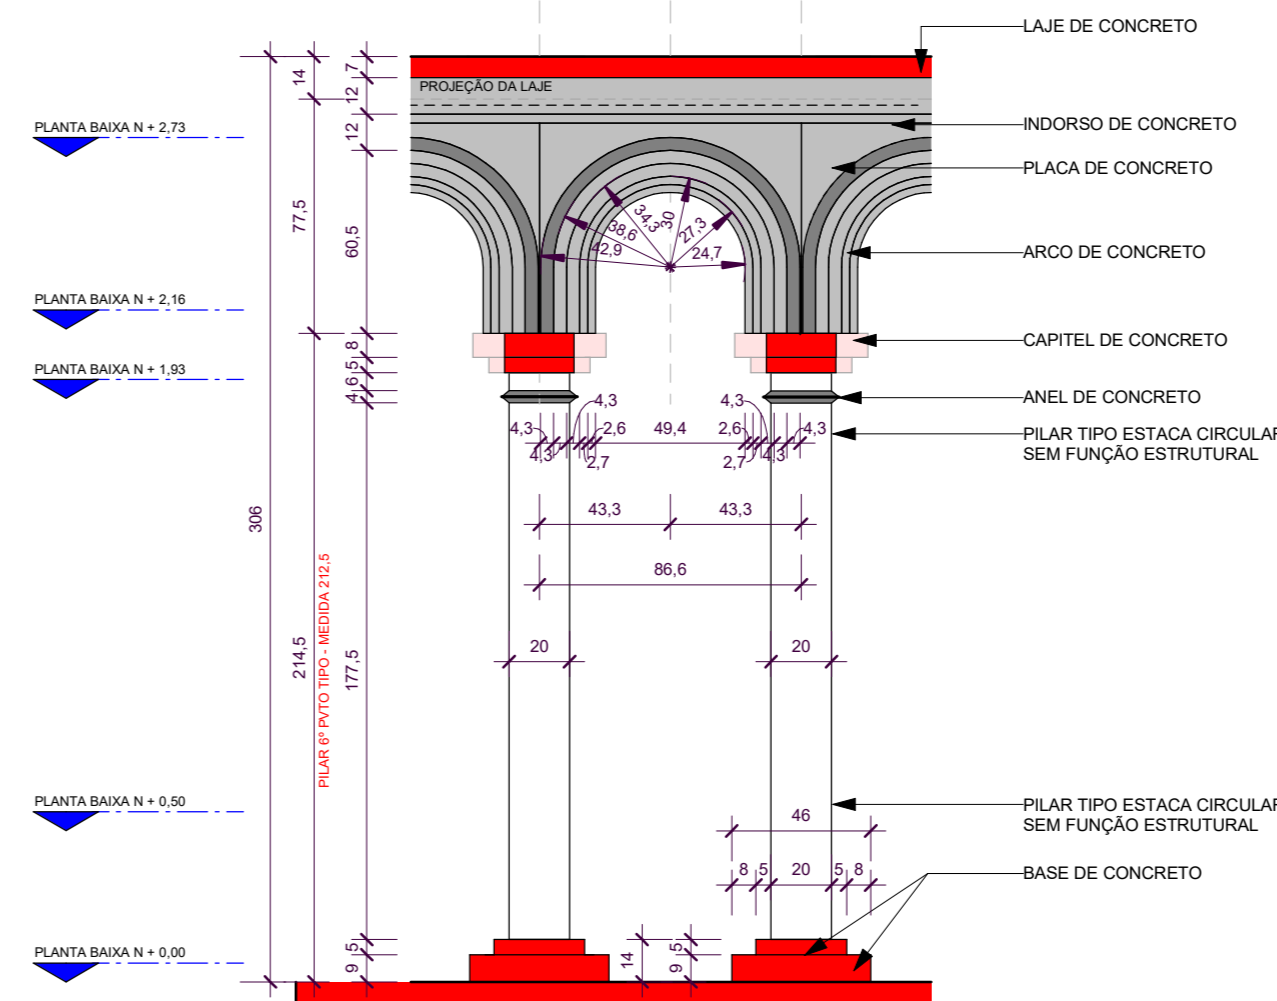 LAJE DE CONCRETO
PROJEÇÃO DA LAJE
INDORSO DE CONCRETO
PLACA DE CONCRETO
ARCO DE CONCRETO
CAPITEL DE CONCRETO
ANEL DE CONCRETO
PILAR TIPO ESTACA CIRCULAR
SEM FUNÇÃO ESTRUTURAL
PILAR TIPO ESTACA CIRCULAR
SEM FUNÇÃO ESTRUTURAL
BASE DE CONCRETO
PLANTA BAIXA N + 2,73
PLANTA BAIXA N + 2,16
PLANTA BAIXA N + 1,93
PLANTA BAIXA N + 0,50
PLANTA BAIXA N + 0,00
306
14
77,5
214,5
PILAR 6º PVTO TIPO - MEDIDA 212,5
7
12
12
60,5
8
5
6
4
177,5
5
9
42,9
38,6
34,3
30
27,3
24,7
4,3
4,3
4,3
2,6
2,7
49,4
4,3
2,6
2,7
4,3
4,3
43,3
43,3
86,6
20
20
46
8
5
20
5
8
14
5
9